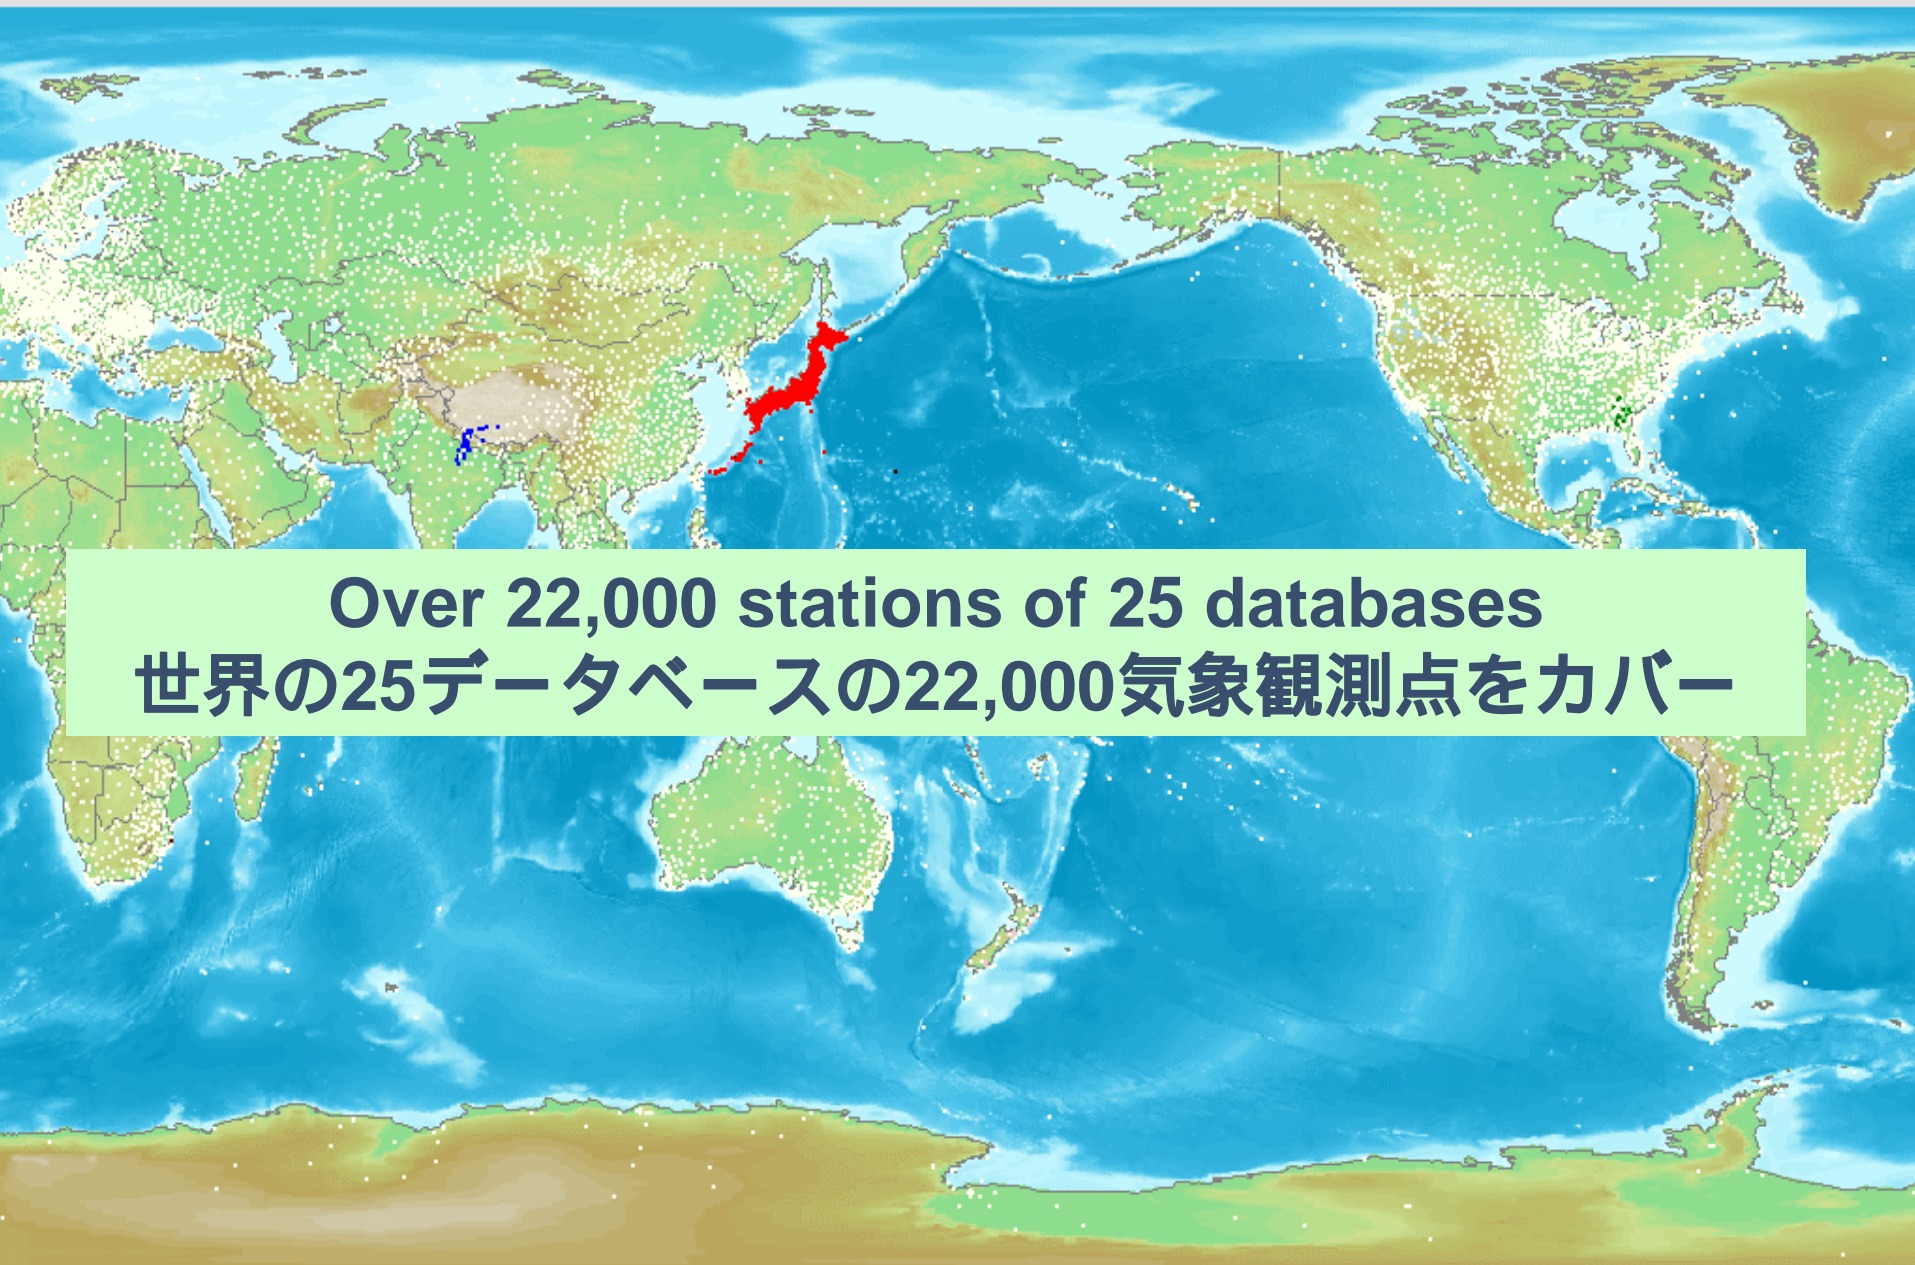 Over 22,000 stations of 25 databases
世界の25データベースの22,000気象観測点をカバー